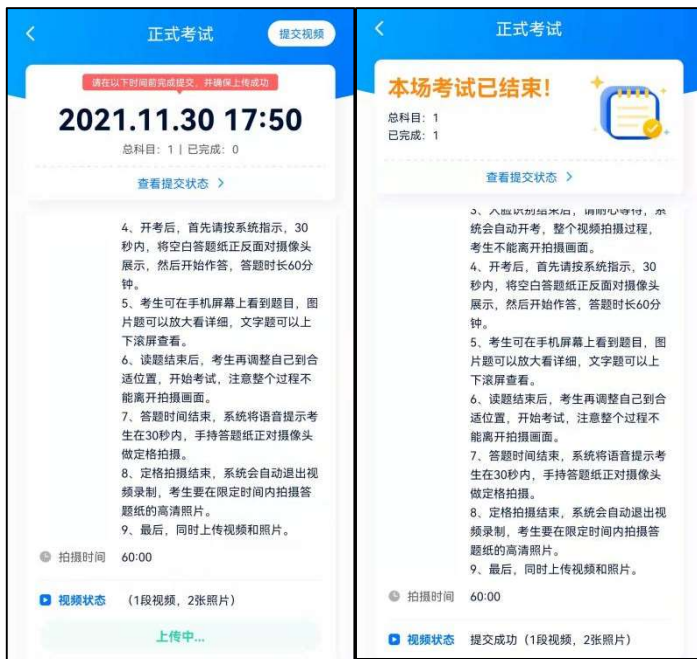 正式考试
提交视频
请在以下时间前完成提交，并确保上传成功
2021.11.30 17:50
总科目：1 | 已完成：0
查看提交状态 >
4、开考后，首先请按系统指示，30
秒内，将空白答题纸正反面对摄像头
展示，然后开始作答，答题时长60分
钟。
5、考生可在手机屏幕上看到题目，图
片题可以放大看详细，文字题可以上
下滚屏查看。
6、读题结束后，考生再调整自己到合
适位置，开始考试，注意整个过程不
能离开拍摄画面。
7、答题时间结束，系统将语音提示考
生在30秒内，手持答题纸正对摄像头
做定格拍摄。
8、定格拍摄结束，系统会自动退出视
频录制，考生要在限定时间内拍摄答
题纸的高清照片。
9、最后，同时上传视频和照片。
拍摄时间 60:00
视频状态 （1段视频，2张照片）
上传中...
正式考试
本场考试已结束！
总科目：1
已完成：1
查看提交状态 >
3、人脸识别结束后，请耐心等待，系
统会自动开考，整个视频拍摄过程，
考生不能离开拍摄画面。
4、开考后，首先请按系统指示，30
秒内，将空白答题纸正反面对摄像头
展示，然后开始作答，答题时长60分
钟。
5、考生可在手机屏幕上看到题目，图
片题可以放大看详细，文字题可以上
下滚屏查看。
6、读题结束后，考生再调整自己到合
适位置，开始考试，注意整个过程不
能离开拍摄画面。
7、答题时间结束，系统将语音提示考
生在30秒内，手持答题纸正对摄像头
做定格拍摄。
8、定格拍摄结束，系统会自动退出视
频录制，考生要在限定时间内拍摄答
题纸的高清照片。
9、最后，同时上传视频和照片。
拍摄时间 60:00
视频状态 提交成功（1段视频，2张照片）